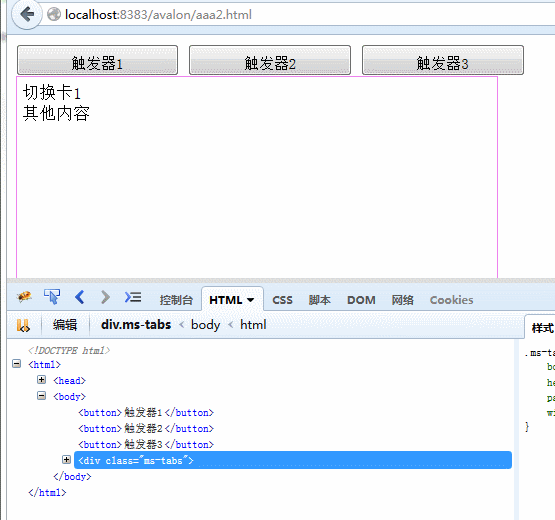 localhost:8383/avalon/aaa2.html
触发器1 触发器2 触发器3
切换卡1
其他内容
控制台 HTML CSS 脚本 DOM 网络 Cookies
编辑 div.ms-tabs < body < html 样式
<!DOCTYPE html>
<html>
<head>
<body>
<button>触发器1</button>
<button>触发器2</button>
<button>触发器3</button>
<div class="ms-tabs">
</body>
</html>
.ms-ta
bo
he
pa
wi
}